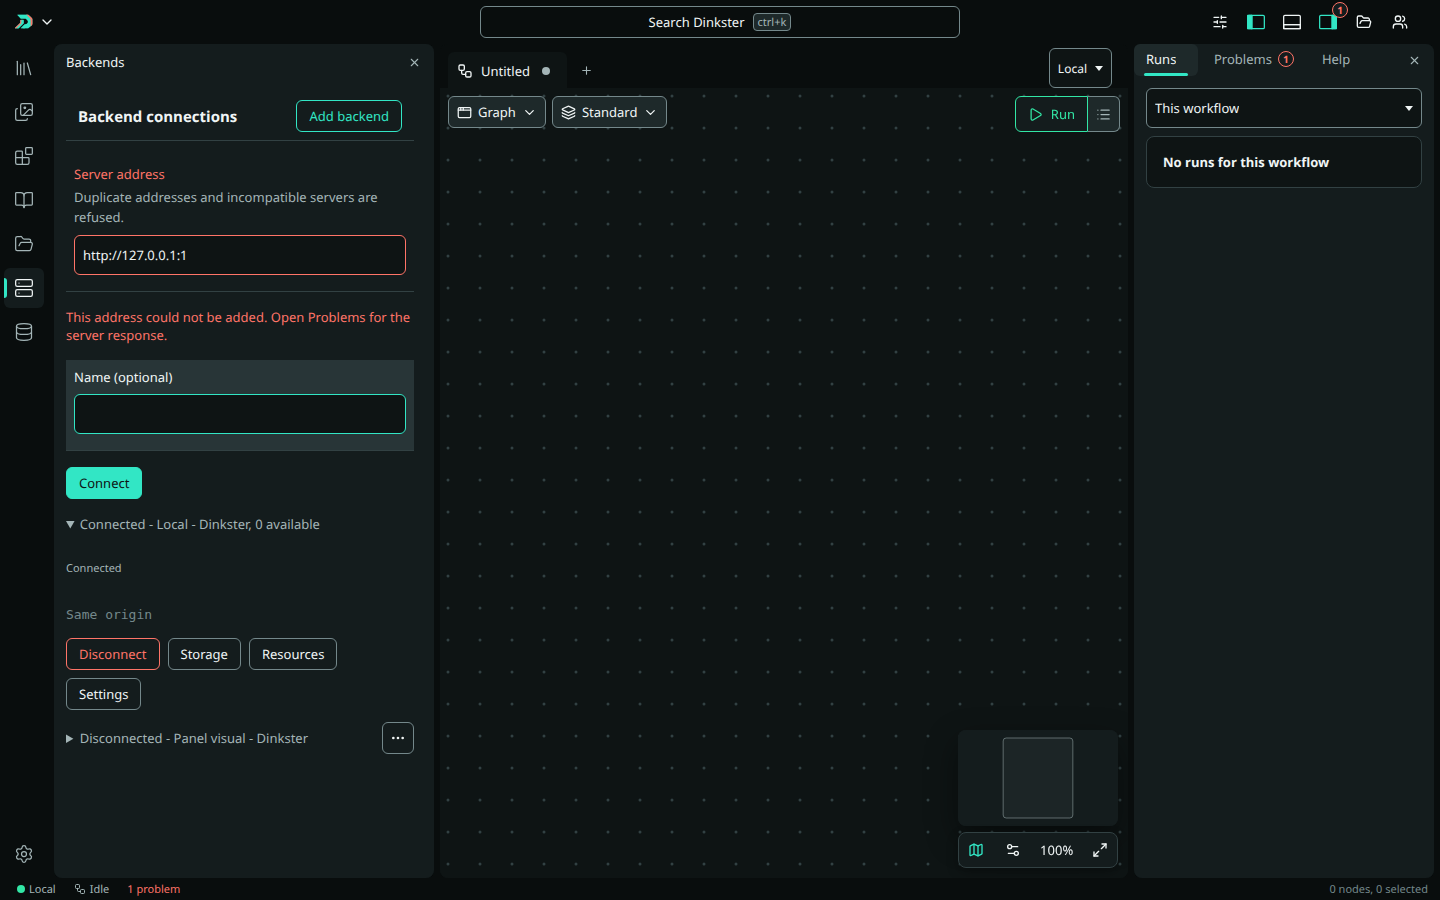 Search Dinkster ctrl+k
1
Backends
Backend connections
Add backend
Server address
Duplicate addresses and incompatible servers are
refused.
http://127.0.0.1:1
This address could not be added. Open Problems for the
server response.
Name (optional)
Connect
Connected - Local - Dinkster, 0 available
Connected
Same origin
Disconnect
Storage
Resources
Settings
Disconnected - Panel visual - Dinkster
Untitled
Local
Graph
Standard
Run
100%
Runs
Problems 1
Help
This workflow
No runs for this workflow
Local
Idle
1 problem
0 nodes, 0 selected